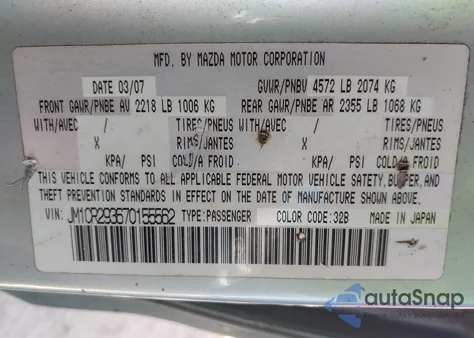 MFD. BY MAZDA MOTOR CORPORATION
DATE 03/07 GVWR/PNBV 4572 LB 2074 KG
FRONT GAWR/PNBE AV 2218 LB 1006 KG REAR GAWR/PNBE AR 2355 LB 1068 KG
WITH/AVEC / TIRES/PNEUS WITH/AVEC / TIRES/PNEUS
X RIMS/JANTES X RIMS/JANTES
KPA/ PSI COLD/A FROID KPA/ PSI COLD/A FROID
THIS VEHICLE CONFORMS TO ALL APPLICABLE FEDERAL MOTOR VEHICLE SAFETY, BUMPER, AND
THEFT PREVENTION STANDARDS IN EFFECT ON THE DATE OF MANUFACTURE SHOWN ABOVE.
VIN: JM1CR293670155562 TYPE:PASSENGER COLOR CODE:32B MADE IN JAPAN
autaSnap